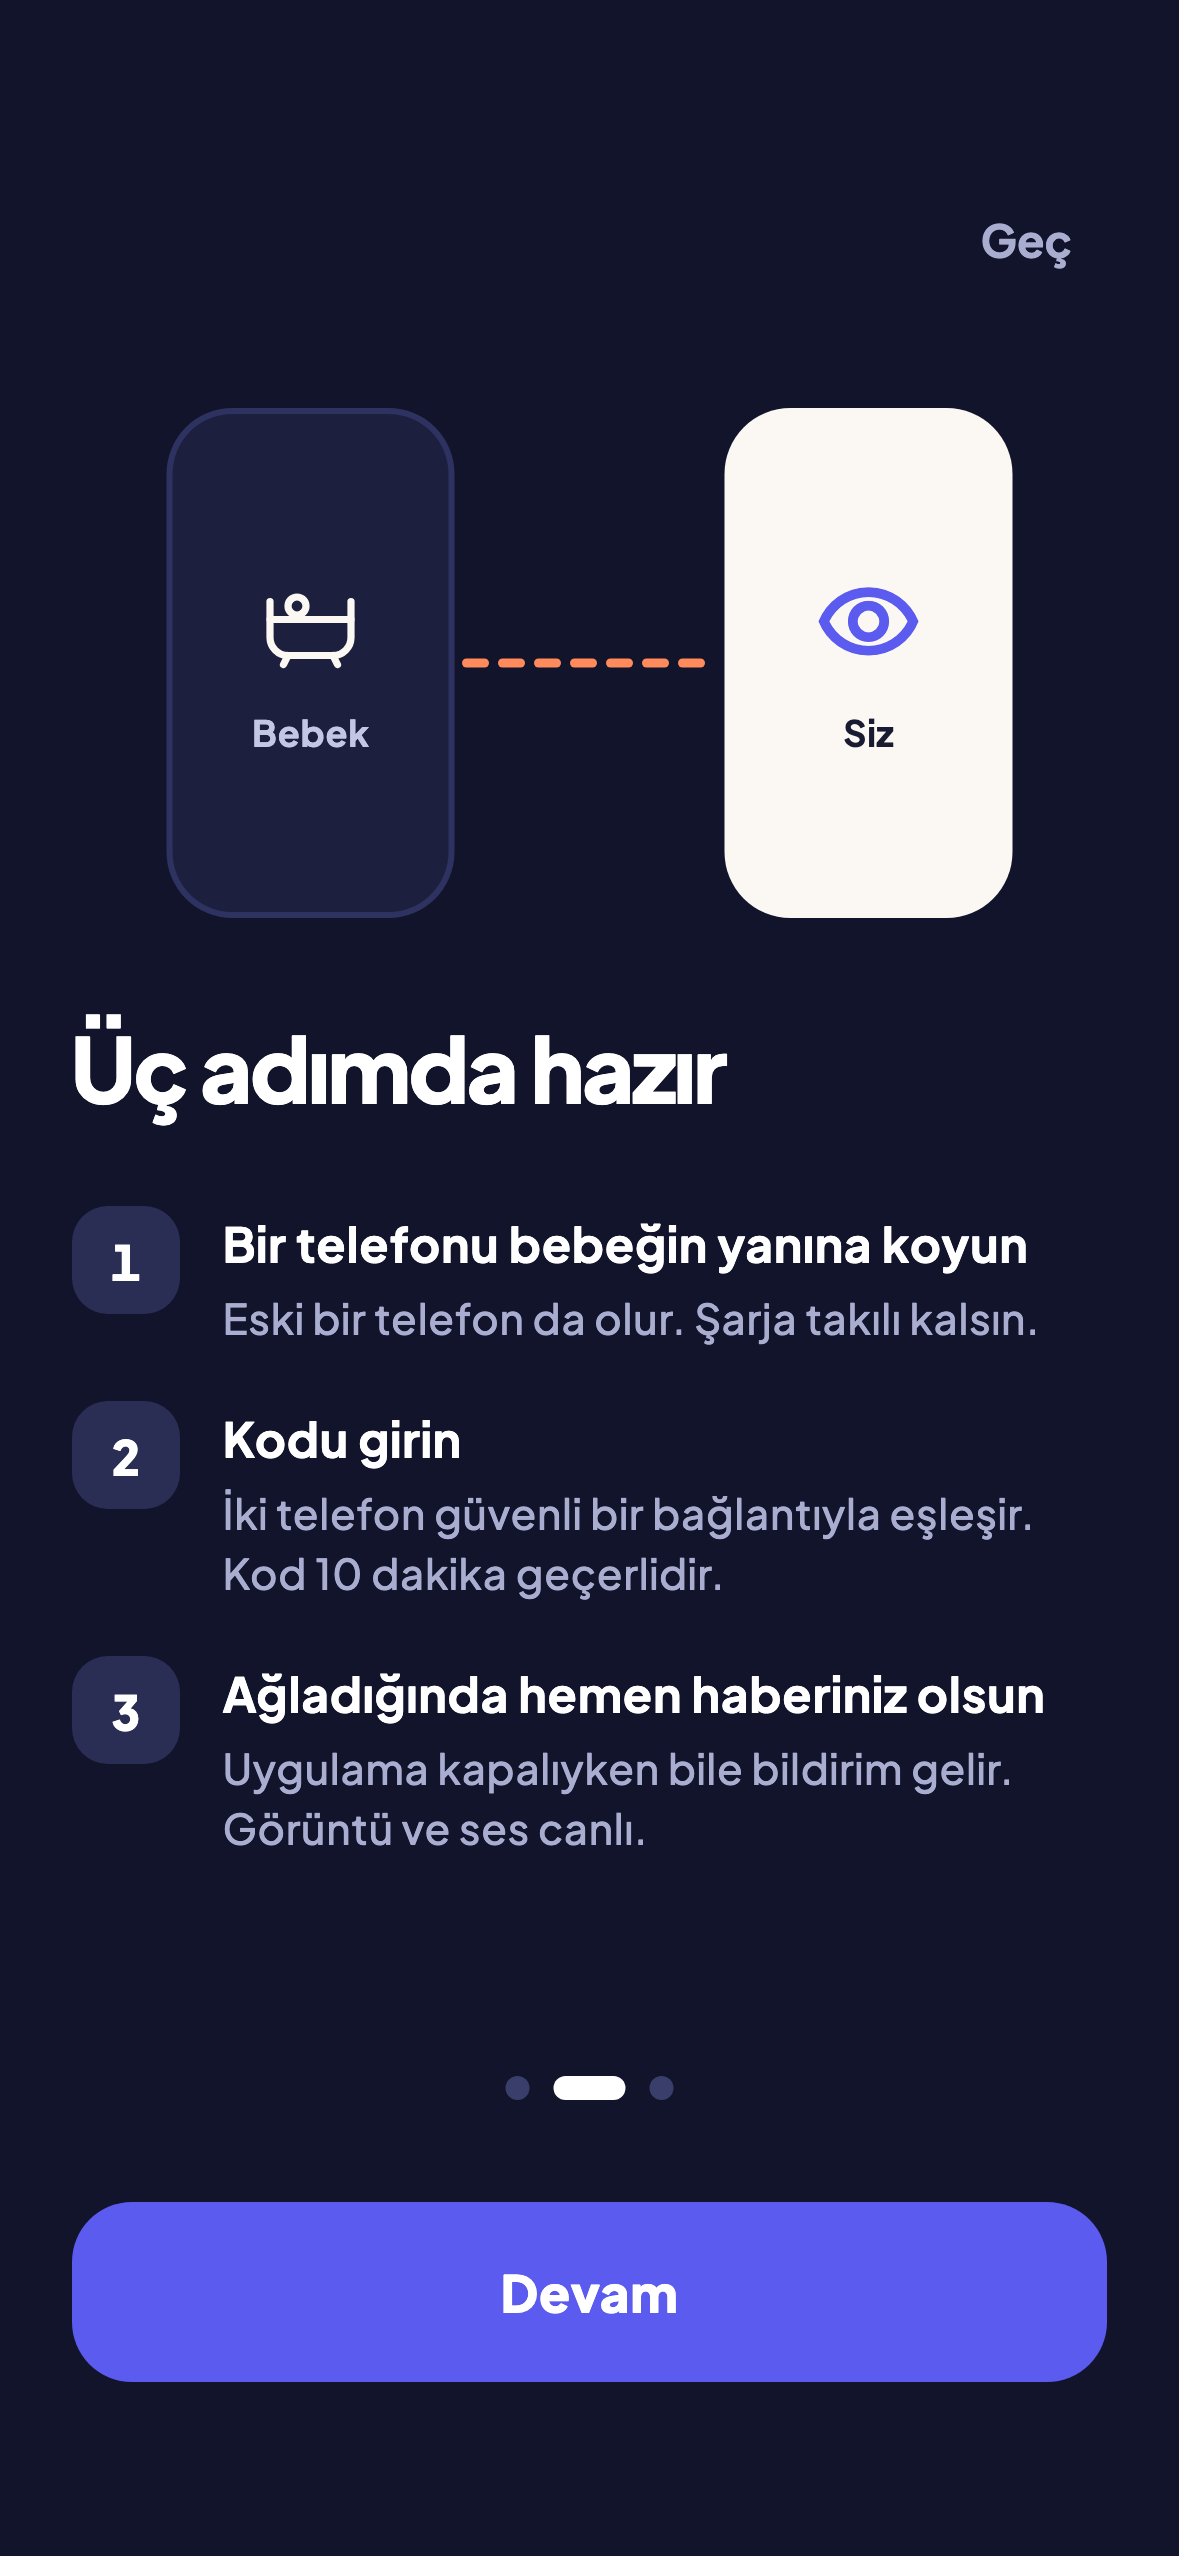 Geç
Bebek
Siz
Üç adımda hazır
1
Bir telefonu bebeğin yanına koyun
Eski bir telefon da olur. Şarja takılı kalsın.
2
Kodu girin
İki telefon güvenli bir bağlantıyla eşleşir.
Kod 10 dakika geçerlidir.
3
Ağladığında hemen haberiniz olsun
Uygulama kapalıyken bile bildirim gelir.
Görüntü ve ses canlı.
Devam